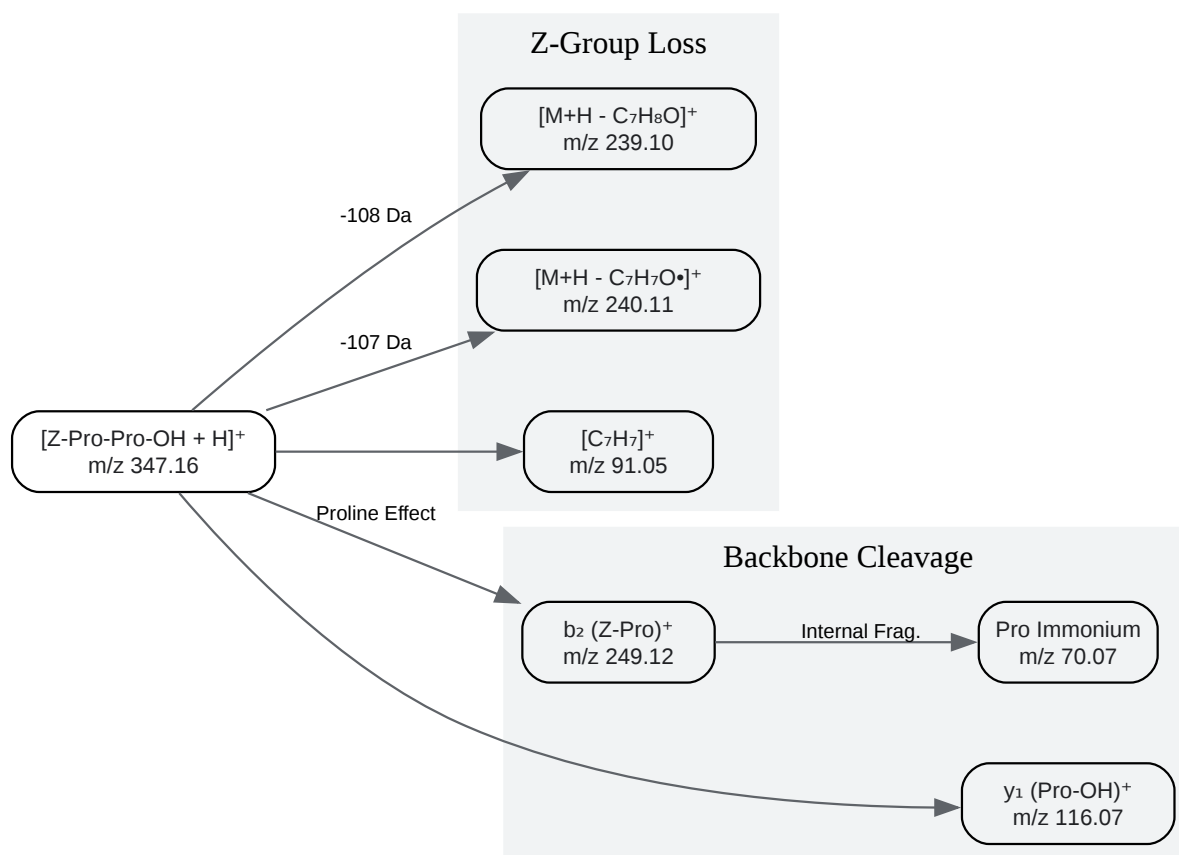 Z-Group Loss
[M+H - C₇H₈O]⁺
m/z 239.10
-108 Da
[M+H - C₇H₇O•]⁺
m/z 240.11
-107 Da
[Z-Pro-Pro-OH + H]⁺
m/z 347.16
[C₇H₇]⁺
m/z 91.05
Proline Effect
Backbone Cleavage
b₂ (Z-Pro)⁺
m/z 249.12
Internal Frag.
Pro Immonium
m/z 70.07
y₁ (Pro-OH)⁺
m/z 116.07